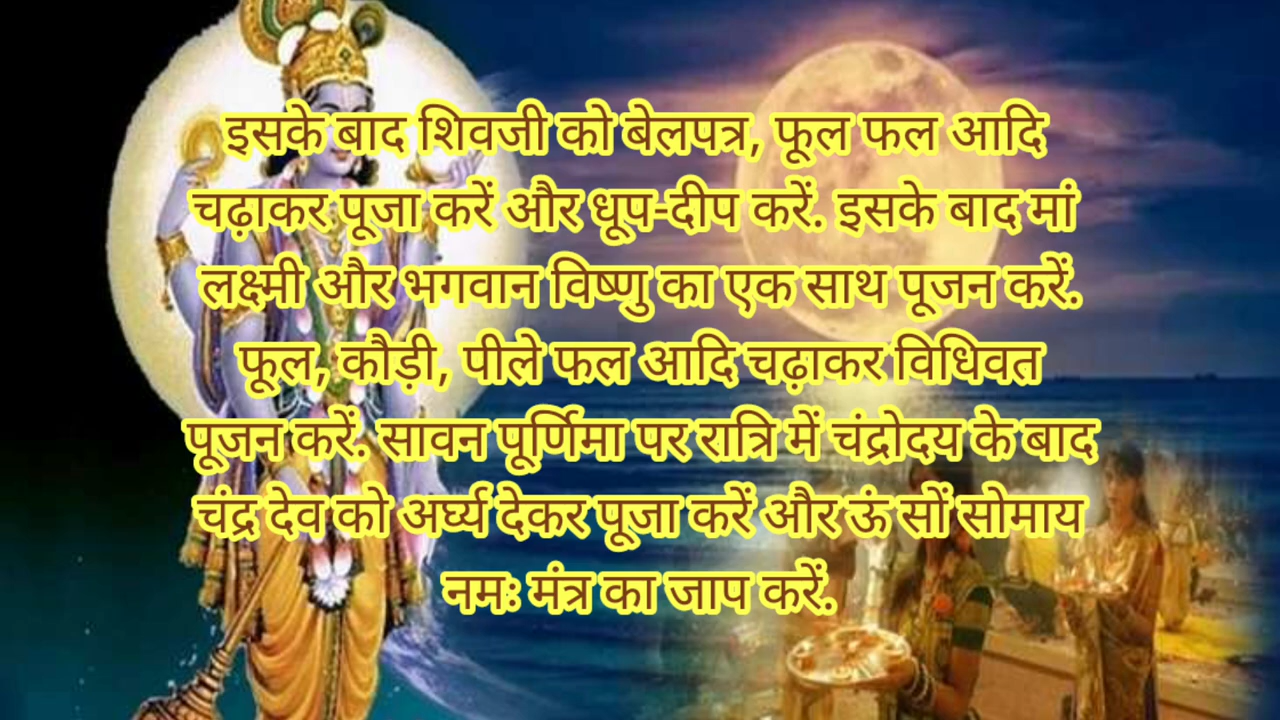 इसके बाद शिवजी को बेलपत्र, फूल फल आदि
चढ़ाकर पूजा करें और धूप-दीप करें. इसके बाद मां
लक्ष्मी और भगवान विष्णु का एक साथ पूजन करें.
फूल, कौड़ी, पीले फल आदि चढ़ाकर विधिवत
पूजन करें. सावन पूर्णिमा पर रात्रि में चंद्रोदय के बाद
चंद्र देव को अर्घ्य देकर पूजा करें और ऊं सों सोमाय
नमः मंत्र का जाप करें.